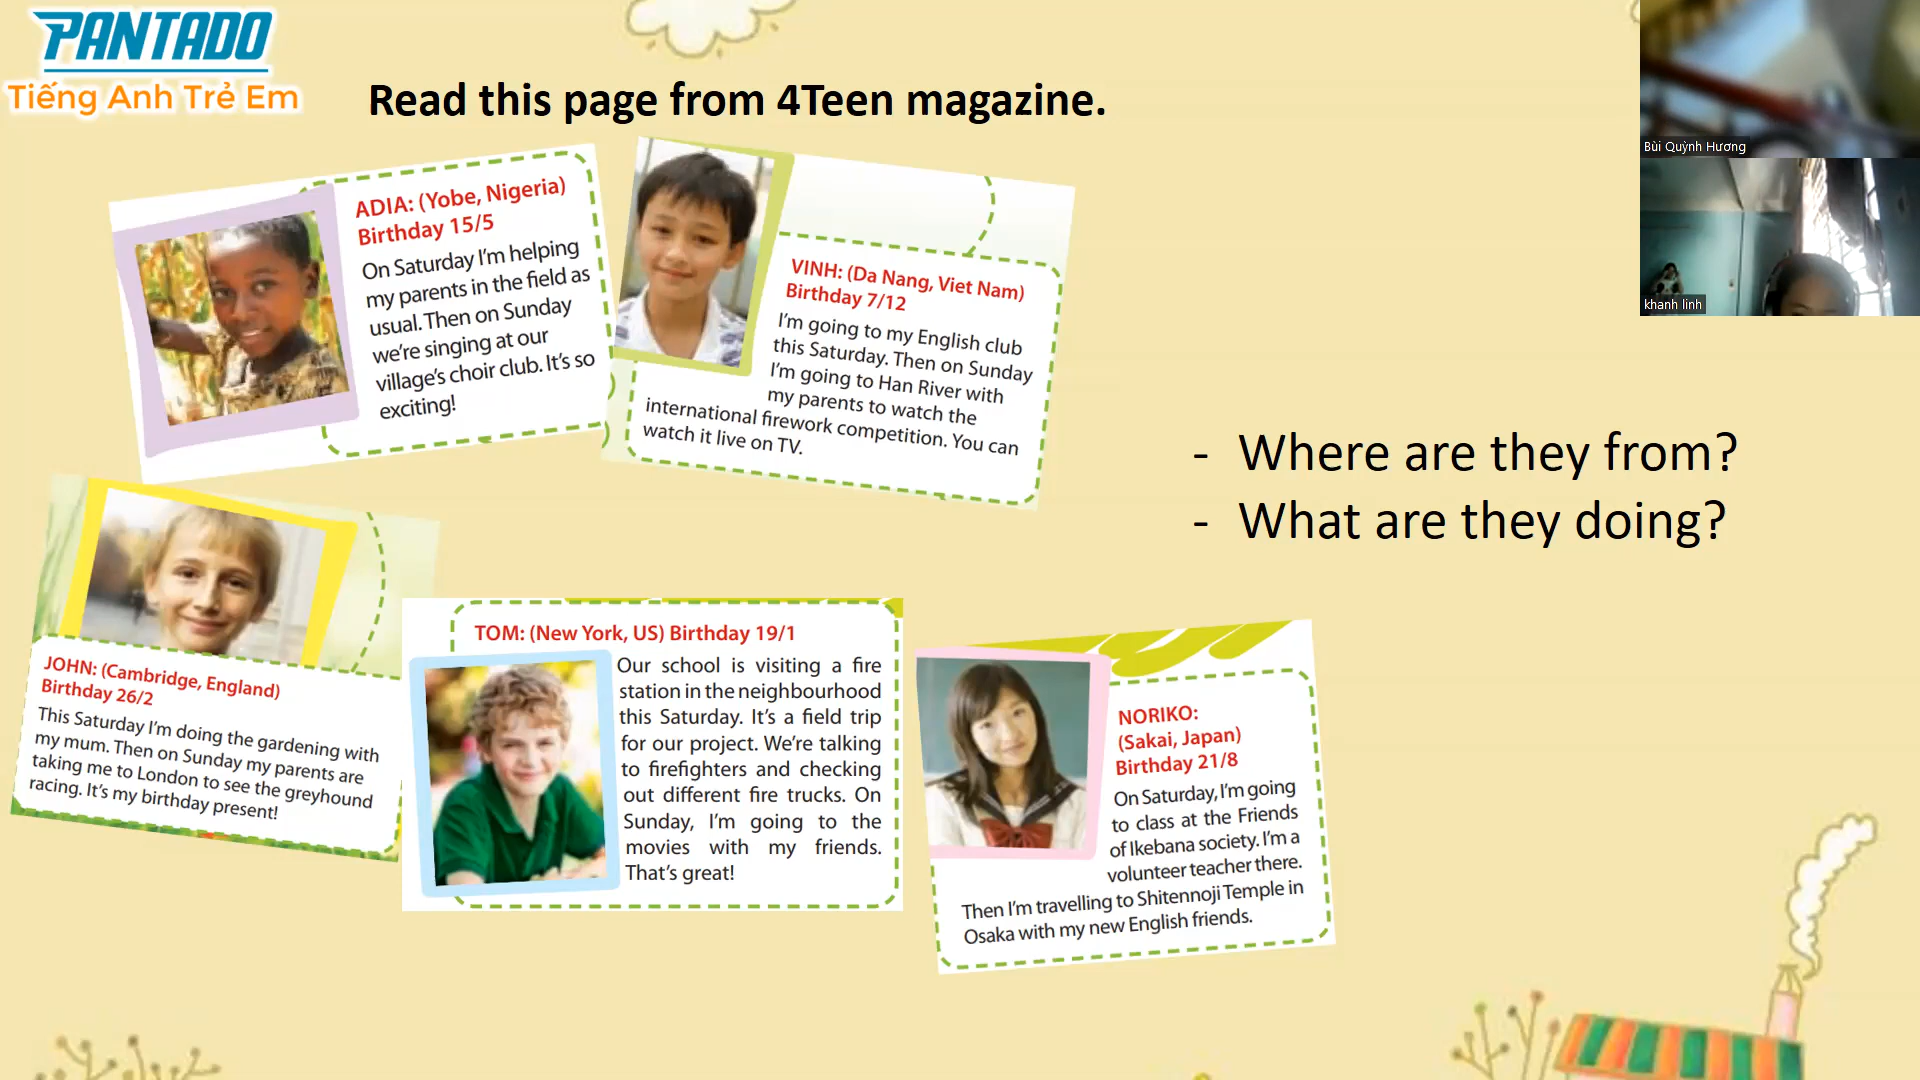 PANTADO
Tiếng Anh Trẻ Em
Read this page from 4Teen magazine.
ADIA: (Yobe, Nigeria)
Birthday 15/5
On Saturday I'm helping
my parents in the field as
usual. Then on Sunday
we're singing at our
village's choir club. It's so
exciting!
VINH: (Da Nang, Viet Nam)
Birthday 7/12
I'm going to my English club
this Saturday. Then on Sunday
I'm going to Han River with
my parents to watch the
international firework competition. You can
watch it live on TV.
Bùi Quỳnh Hương
khanh linh
- Where are they from?
- What are they doing?
JOHN: (Cambridge, England)
Birthday 26/2
This Saturday I'm doing the gardening with
my mum. Then on Sunday my parents are
taking me to London to see the greyhound
racing. It's my birthday present!
TOM: (New York, US) Birthday 19/1
Our school is visiting a fire
station in the neighbourhood
this Saturday. It's a field trip
for our project. We're talking
to firefighters and checking
out different fire trucks. On
Sunday, I'm going to the
movies with my friends.
That's great!
NORIKO:
(Sakai, Japan)
Birthday 21/8
On Saturday, I'm going
to class at the Friends
of Ikebana society. I'm a
volunteer teacher there.
Then I'm travelling to Shitennoji Temple in
Osaka with my new English friends.